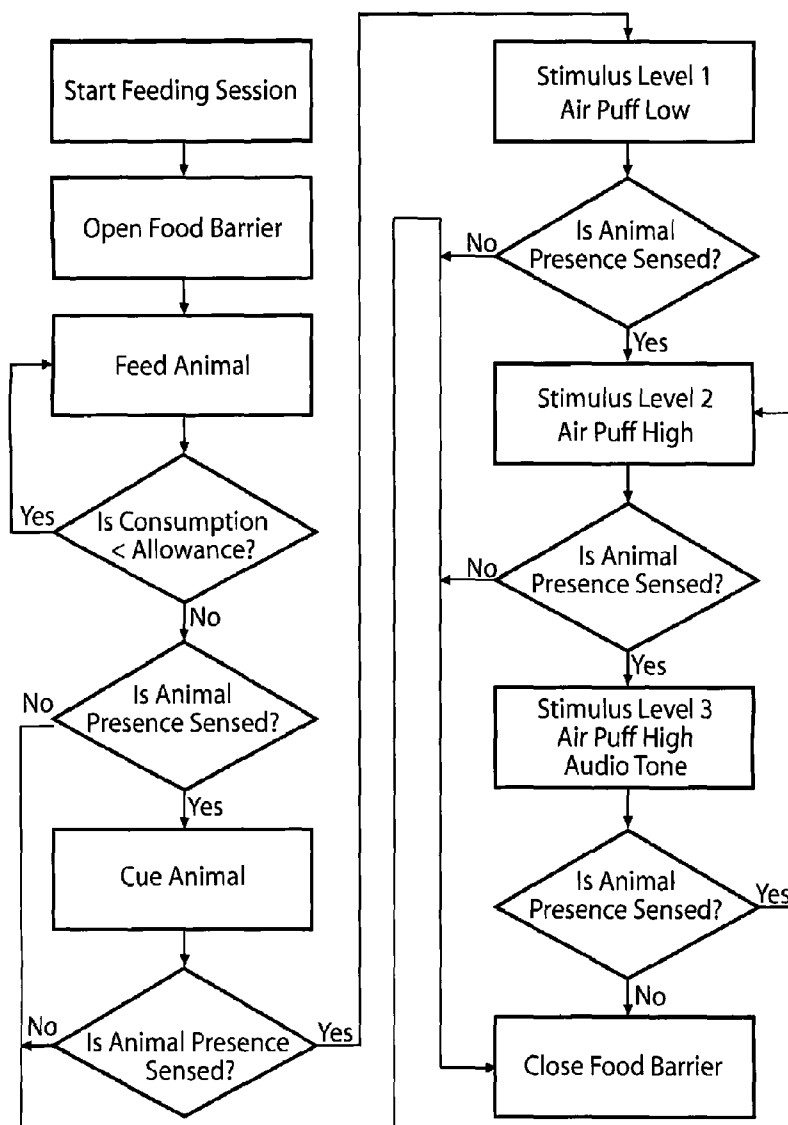 Start Feeding Session
Open Food Barrier
Feed Animal
Yes
Is Consumption
< Allowance?
No
No
Is Animal
Presence Sensed?
Yes
Cue Animal
No
Is Animal Presence
Sensed?
Yes
Stimulus Level 1
Air Puff Low
No
Is Animal
Presence Sensed?
Yes
Stimulus Level 2
Air Puff High
No
Is Animal
Presence Sensed?
Yes
Stimulus Level 3
Air Puff High
Audio Tone
Is Animal
Presence Sensed?
Yes
No
Close Food Barrier